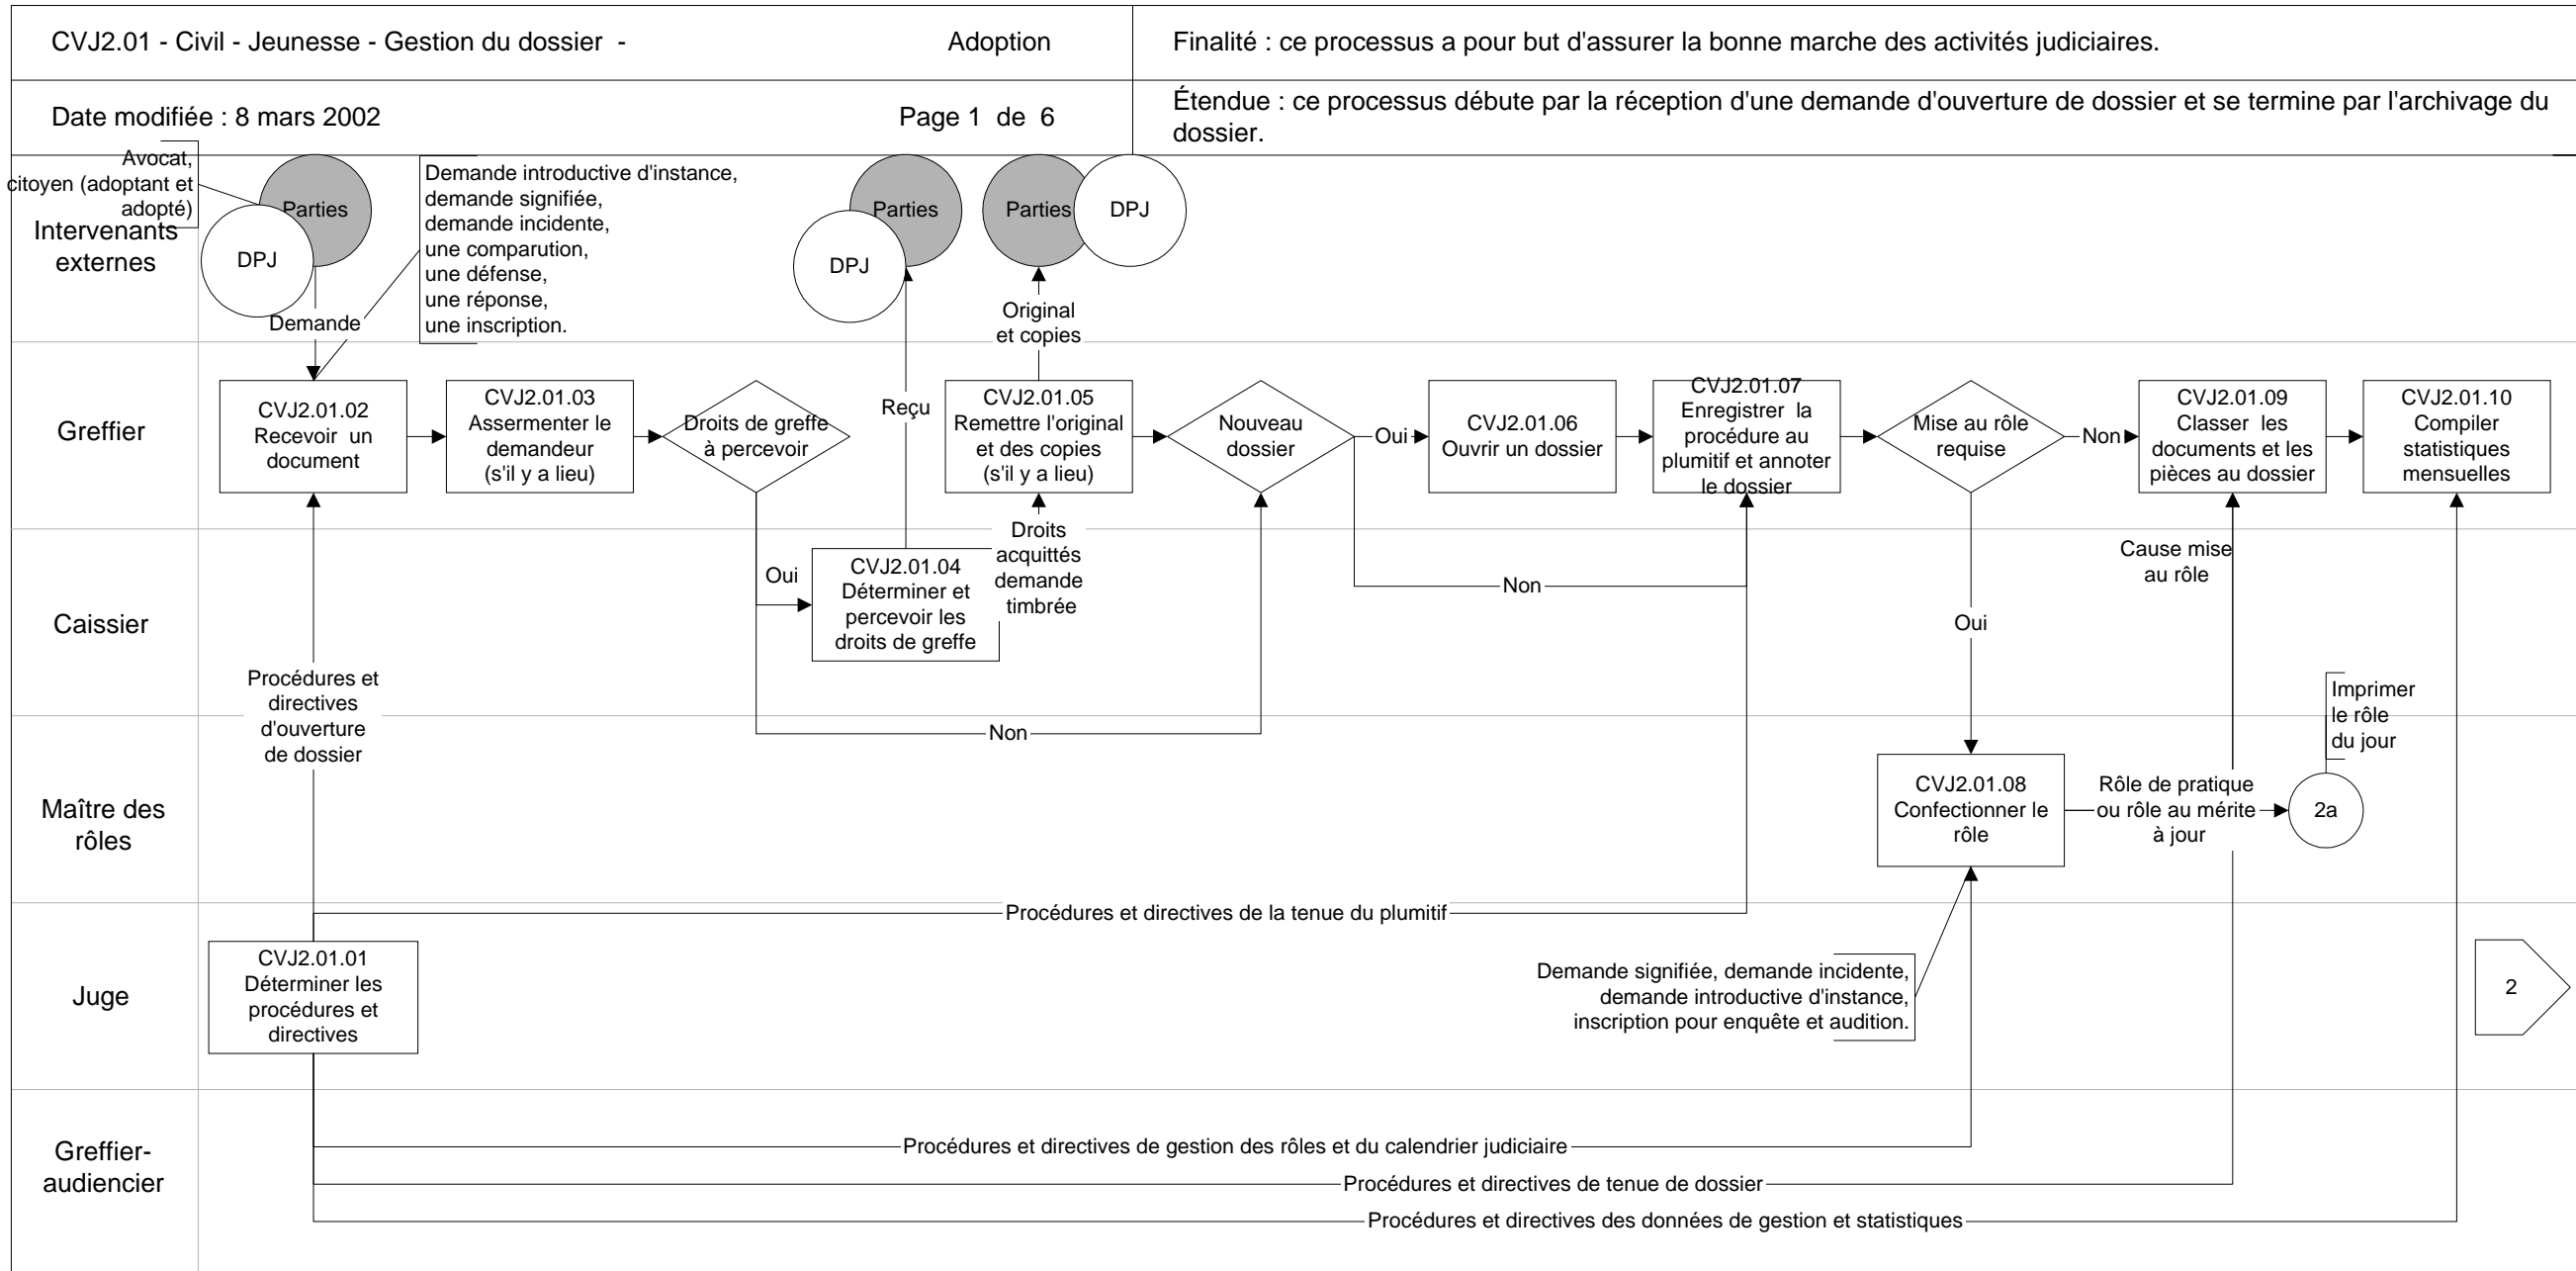 CVJ2.01 - Civil - Jeunesse - Gestion du dossier - Adoption
Finalité : ce processus a pour but d'assurer la bonne marche des activités judiciaires.
Date modifiée : 8 mars 2002
Page 1 de 6
Étendue : ce processus débute par la réception d'une demande d'ouverture de dossier et se termine par l'archivage du
dossier.
Intervenants
externes
Avocat,
citoyen (adoptant et
adopté)
Parties
DPJ
Demande
Demande introductive d'instance,
demande signifiée,
demande incidente,
une comparution,
une défense,
une réponse,
une inscription.
Parties
DPJ
Parties
DPJ
Original
et copies
Greffier
CVJ2.01.02
Recevoir un
document
CVJ2.01.03
Assermenter le
demandeur
(s'il y a lieu)
Droits de greffe
à percevoir
Reçu
CVJ2.01.05
Remettre l'original
et des copies
(s'il y a lieu)
Nouveau
dossier
Oui
CVJ2.01.06
Ouvrir un dossier
CVJ2.01.07
Enregistrer la
procédure au
plumitif et annoter
le dossier
Mise au rôle
requise
Non
CVJ2.01.09
Classer les
documents et les
pièces au dossier
CVJ2.01.10
Compiler
statistiques
mensuelles
Caissier
Oui
CVJ2.01.04
Déterminer et
percevoir les
droits de greffe
Droits
acquittés
demande
timbrée
Non
Oui
Cause mise
au rôle
Procédures et
directives
d'ouverture
de dossier
Non
Imprimer
le rôle
du jour
Maître des
rôles
CVJ2.01.08
Confectionner le
rôle
Rôle de pratique
ou rôle au mérite
à jour
2a
Juge
Procédures et directives de la tenue du plumitif
CVJ2.01.01
Déterminer les
procédures et
directives
Demande signifiée, demande incidente,
demande introductive d'instance,
inscription pour enquête et audition.
2
Greffier-
audiencier
Procédures et directives de gestion des rôles et du calendrier judiciaire
Procédures et directives de tenue de dossier
Procédures et directives des données de gestion et statistiques